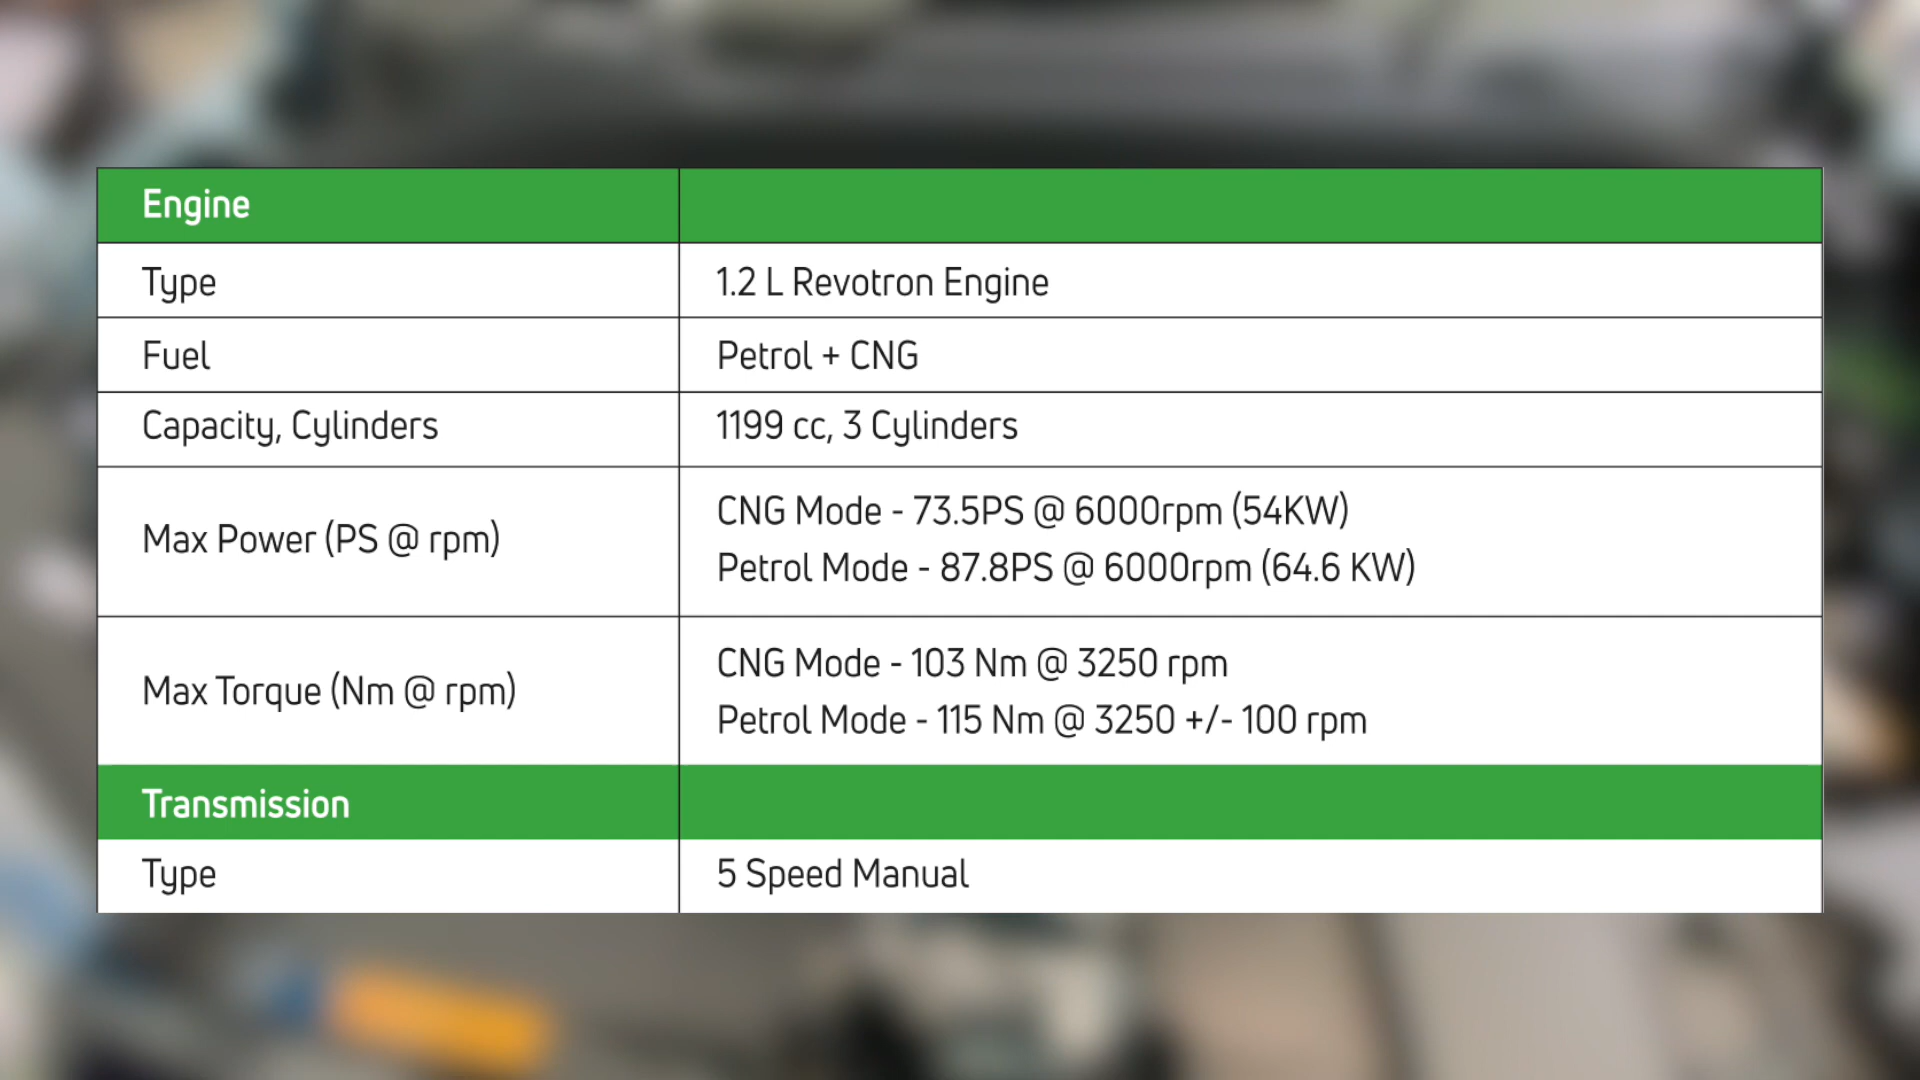 Engine
Type 1.2 L Revotron Engine
Fuel Petrol + CNG
Capacity, Cylinders 1199 cc, 3 Cylinders
Max Power (PS @ rpm) CNG Mode - 73.5PS @ 6000rpm (54KW)
Petrol Mode - 87.8PS @ 6000rpm (64.6 KW)
Max Torque (Nm @ rpm) CNG Mode - 103 Nm @ 3250 rpm
Petrol Mode - 115 Nm @ 3250 +/- 100 rpm
Transmission
Type 5 Speed Manual